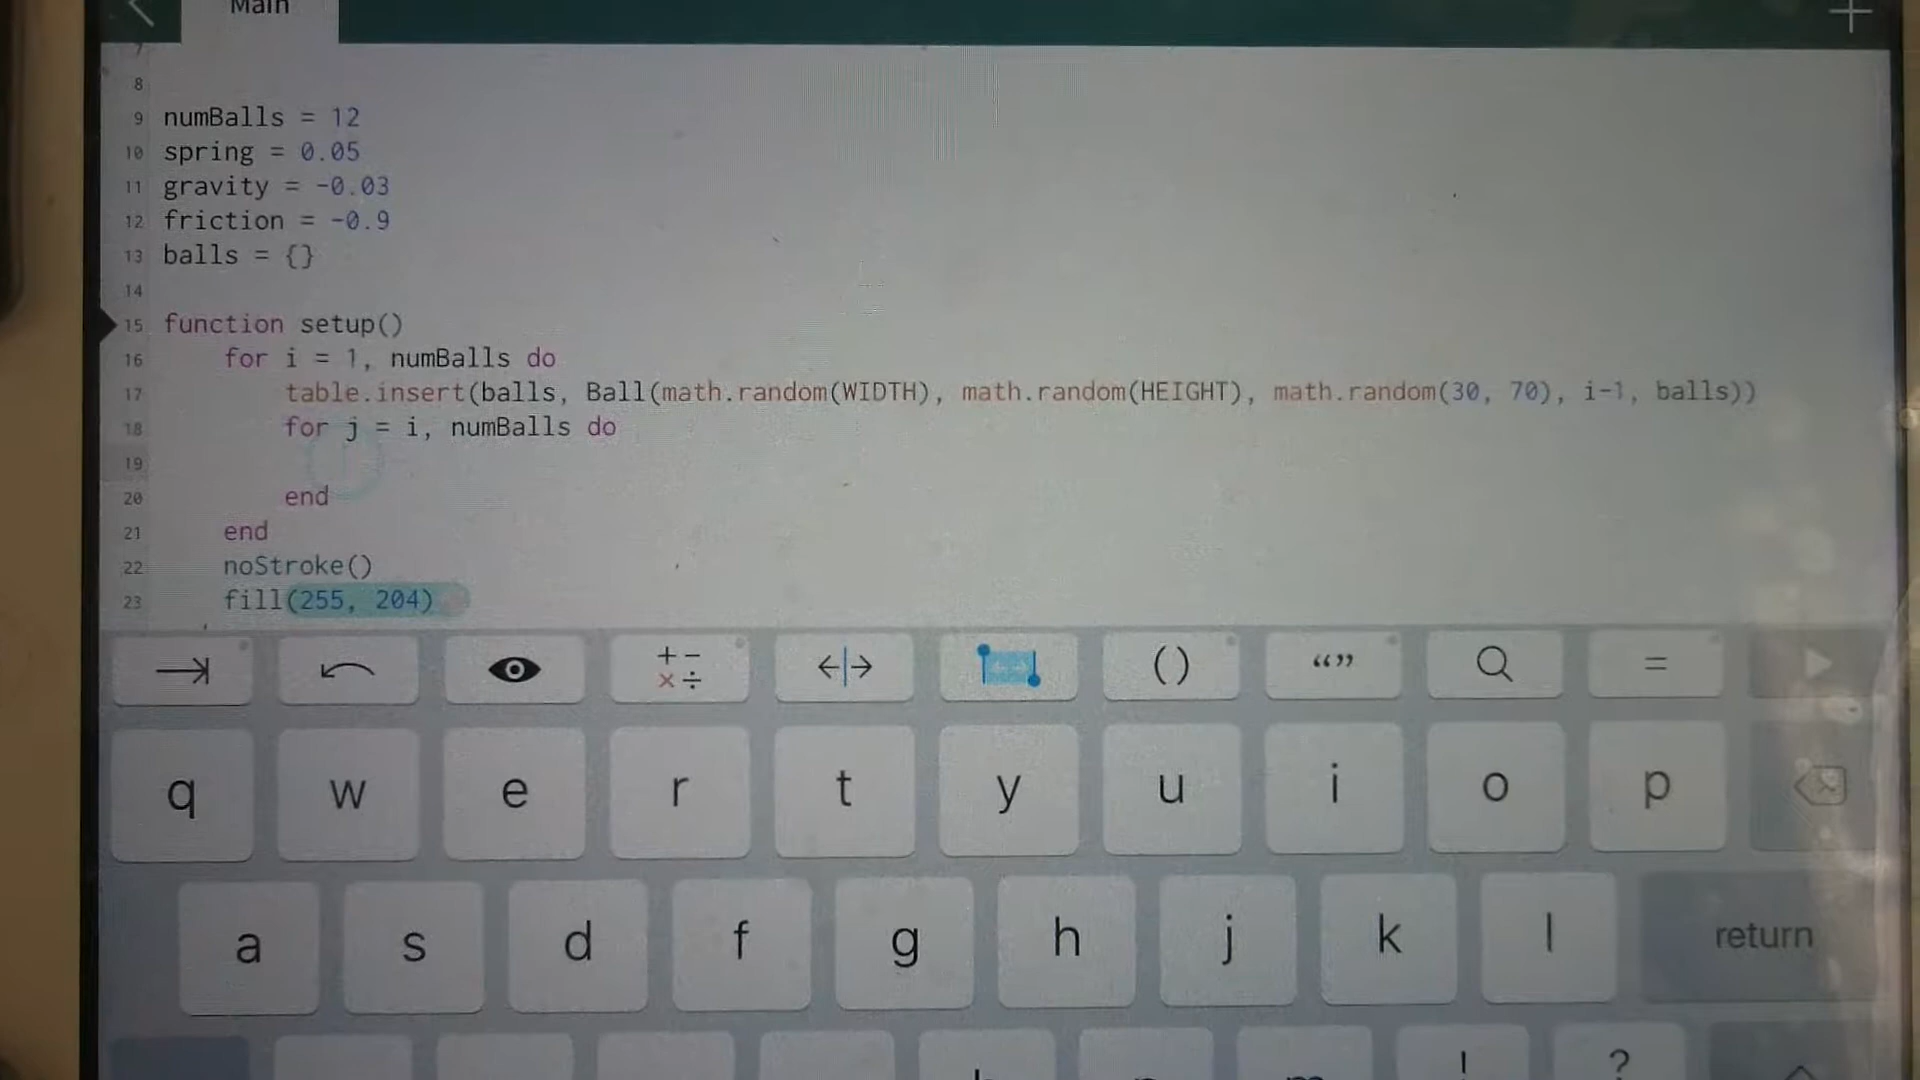 Main
8
9 numBalls = 12
10 spring = 0.05
11 gravity = -0.03
12 friction = -0.9
13 balls = {}
14
15 function setup()
16 for i = 1, numBalls do
17 table.insert(balls, Ball(math.random(WIDTH), math.random(HEIGHT), math.random(30, 70), i-1, balls))
18 for j = i, numBalls do
19
20 end
21 end
22 noStroke()
23 fill(255, 204)
+ - × ÷ () “” =
q w e r t y u i o p
a s d f g h j k l return
! ?